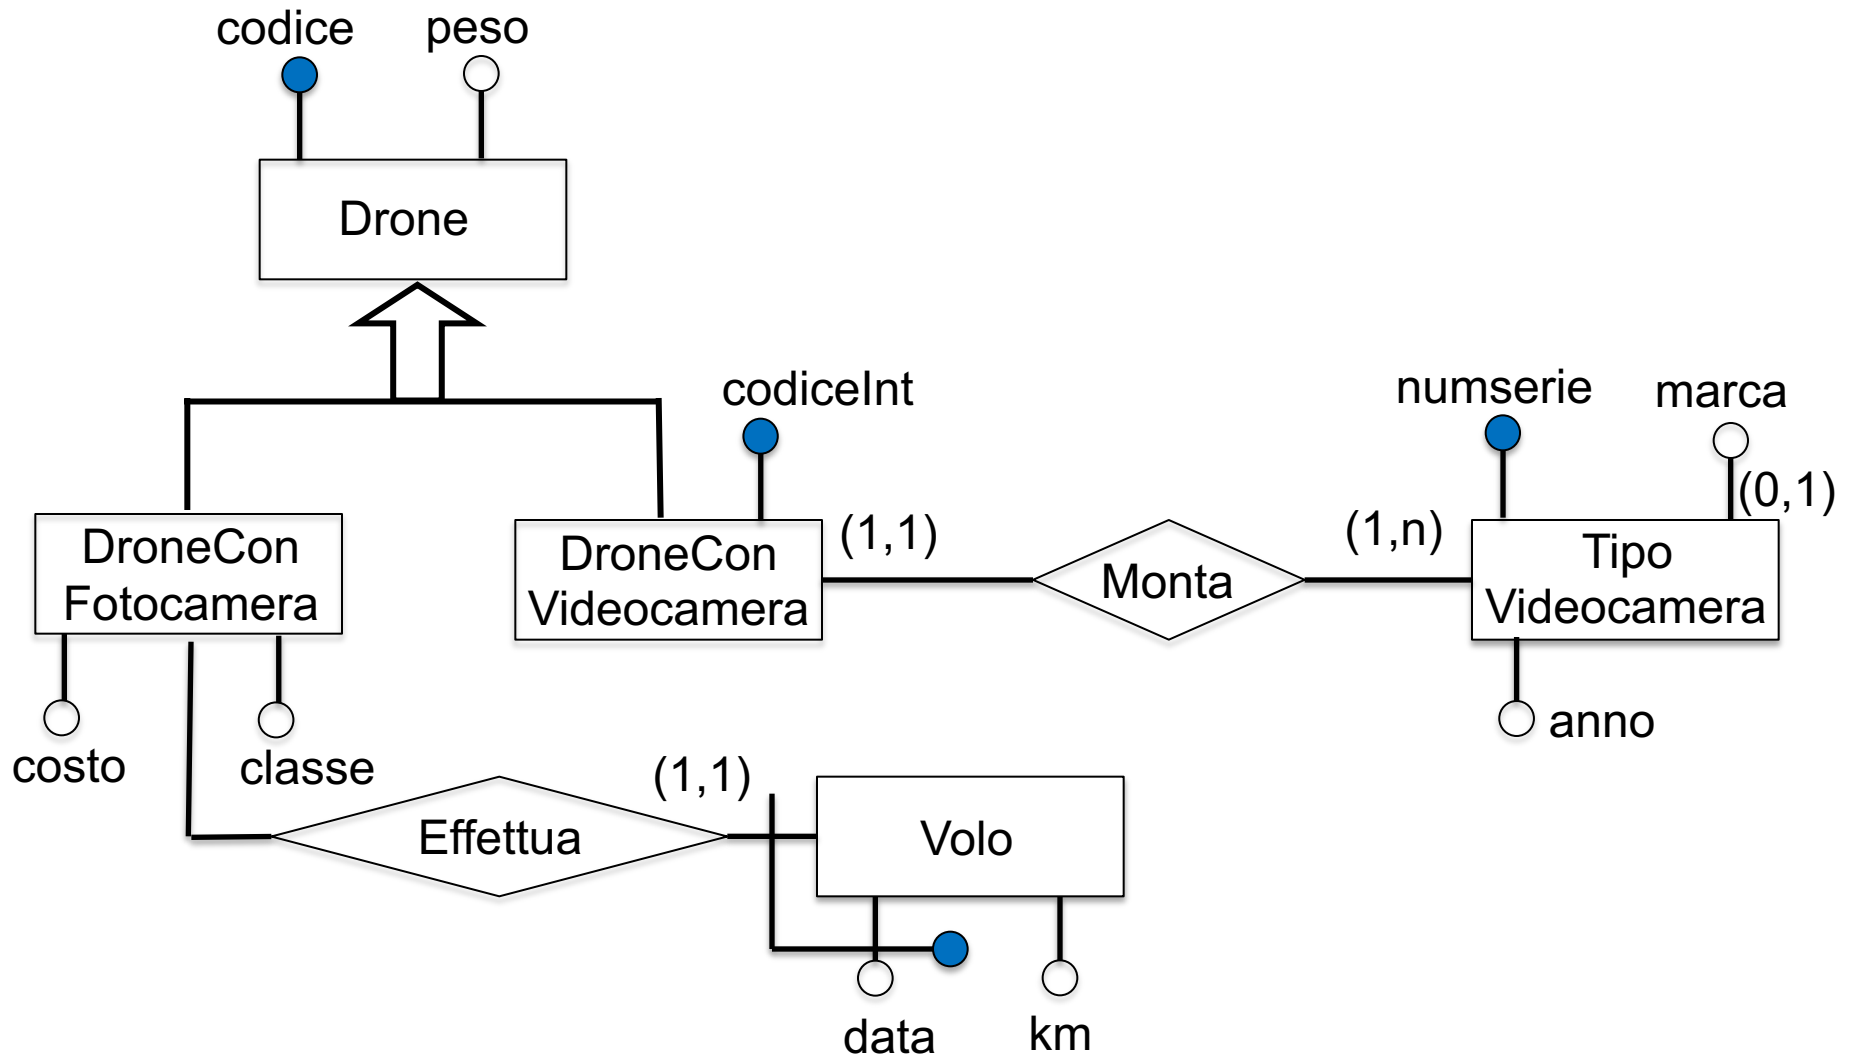 codice
peso
Drone
codiceInt
numserie
marca
(0,1)
DroneCon
Fotocamera
DroneCon
Videocamera
(1,1)
Monta
(1,n)
Tipo
Videocamera
costo
classe
anno
Effettua
(1,1)
Volo
data
km